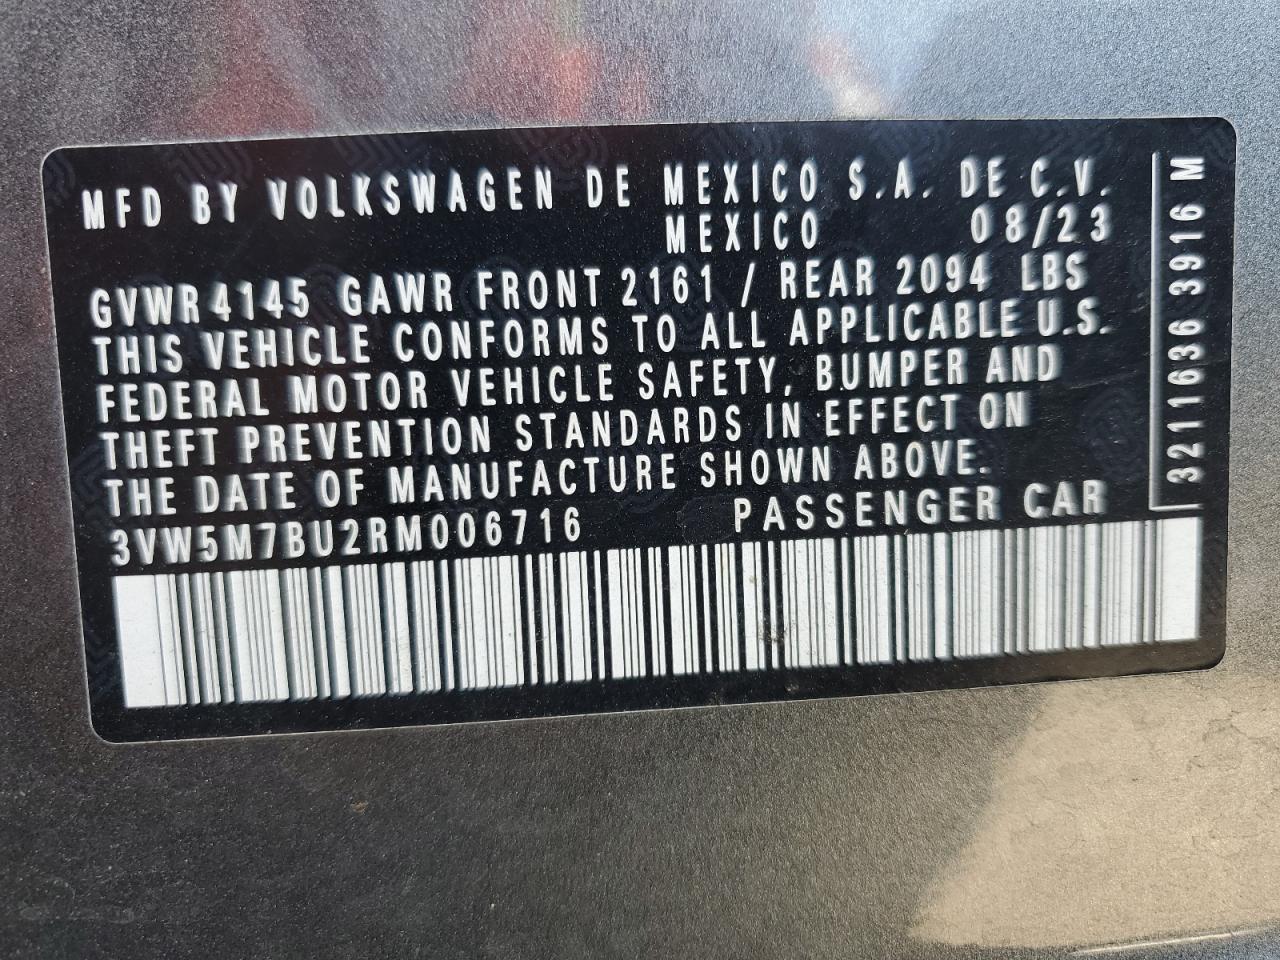 MFD BY VOLKSWAGEN DE MEXICO S.A. DE C.V.
MEXICO 08/23
GVWR 4145 GAWR FRONT 2161 / REAR 2094 LBS
THIS VEHICLE CONFORMS TO ALL APPLICABLE U.S.
FEDERAL MOTOR VEHICLE SAFETY, BUMPER AND
THEFT PREVENTION STANDARDS IN EFFECT ON
THE DATE OF MANUFACTURE SHOWN ABOVE.
3VW5M7BU2RM006716 PASSENGER CAR
3211636 3916 M